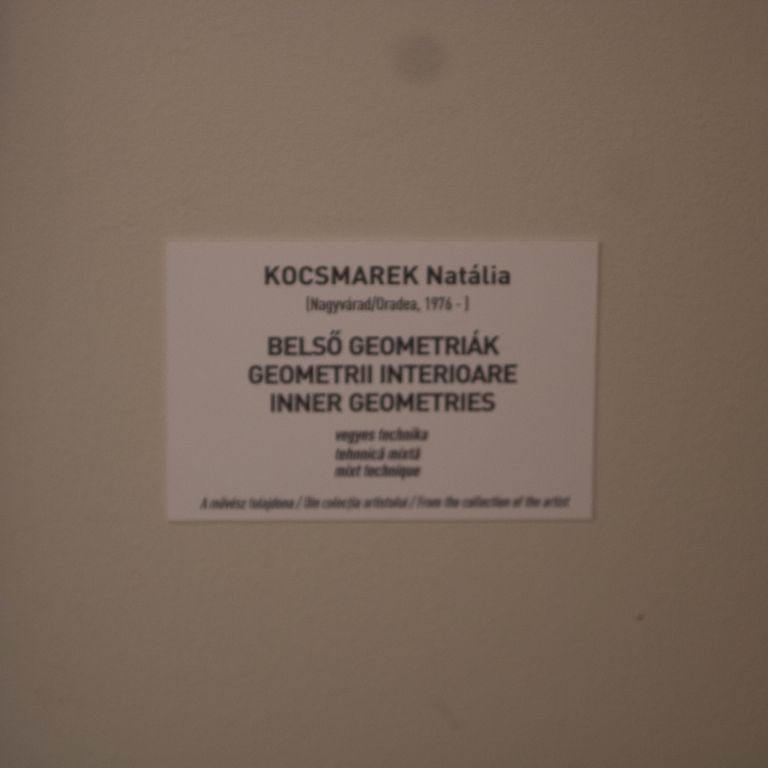 KOCSMAREK Natália
(Nagyvárad/Oradea, 1976 - )
BELSŐ GEOMETRIÁK
GEOMETRII INTERIOARE
INNER GEOMETRIES
vegyes technika
tehnică mixtă
mixt technique
A művész tulajdona / Din colecția artistului / From the collection of the artist